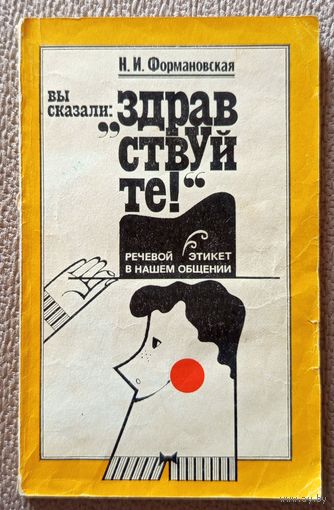 Н. И. Формановская
вы
сказали:
„здрав
ствуй
те!“
РЕЧЕВОЙ ЭТИКЕТ
В НАШЕМ ОБЩЕНИИ